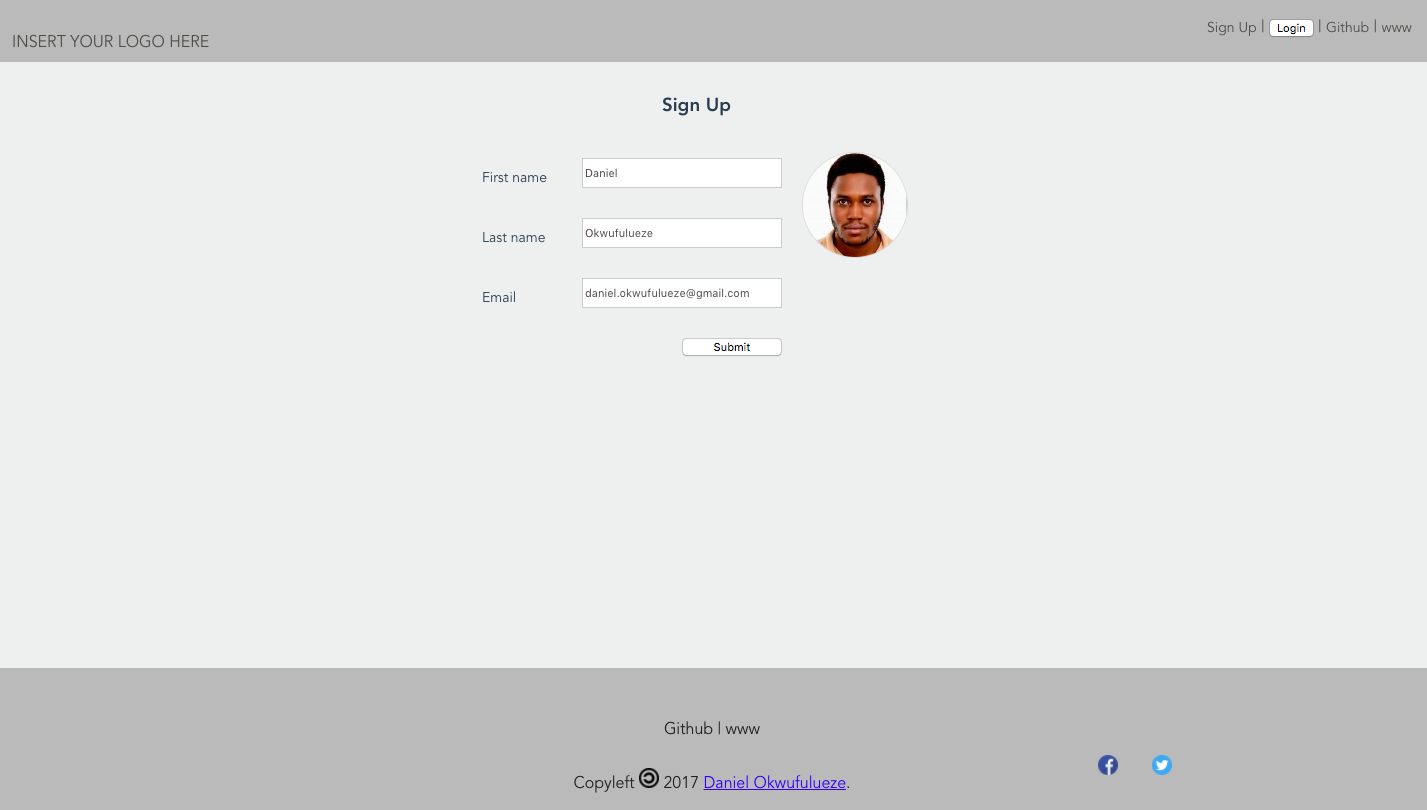 INSERT YOUR LOGO HERE
Sign Up | Login | Github | www
Sign Up
First name Daniel
Last name Okwufulueze
Email daniel.okwufulueze@gmail.com
Submit
Github | www
Copyleft 2017 Daniel Okwufulueze.